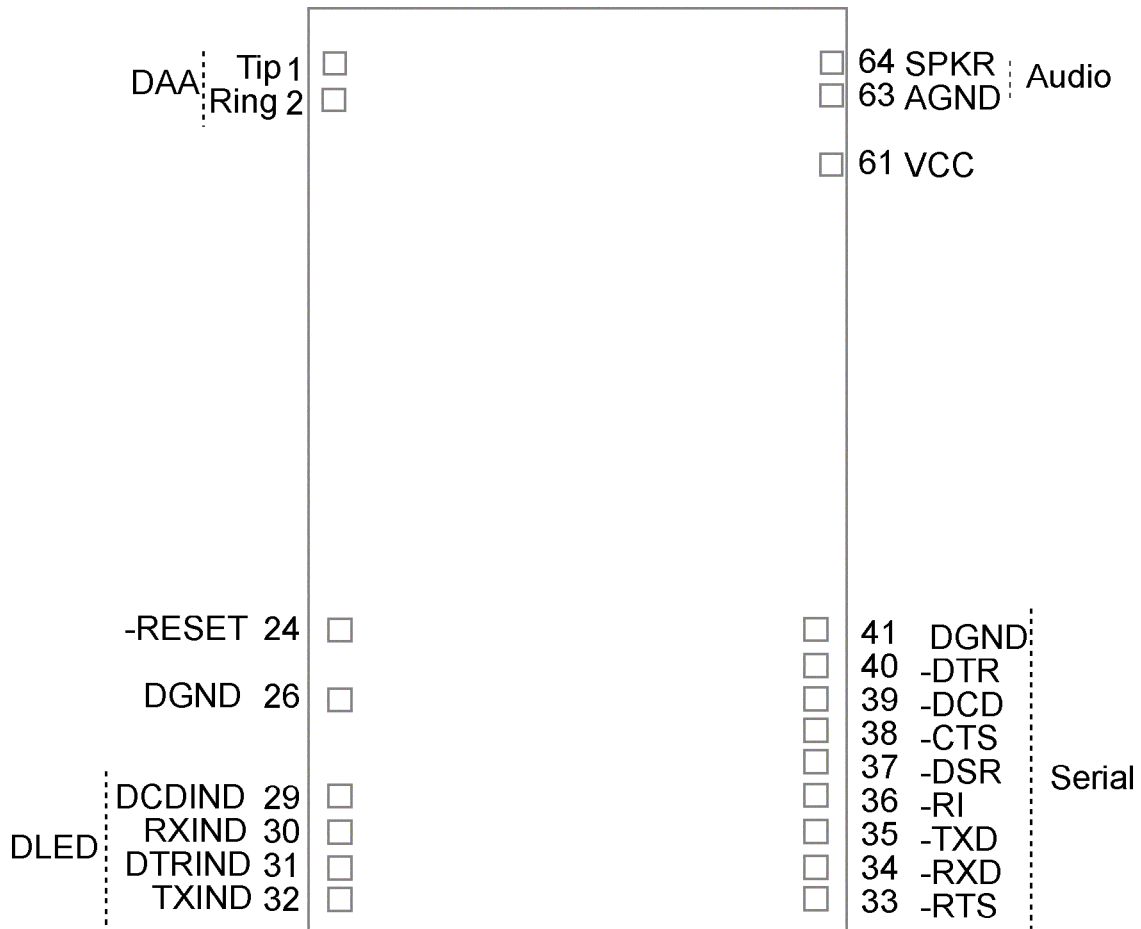 DAA
Tip 1
Ring 2
64 SPKR
63 AGND
Audio
61 VCC
-RESET 24
DGND 26
DLED
DCDIND 29
RXIND 30
DTRIND 31
TXIND 32
41 DGND
40 -DTR
39 -DCD
38 -CTS
37 -DSR
36 -RI
35 -TXD
34 -RXD
33 -RTS
Serial